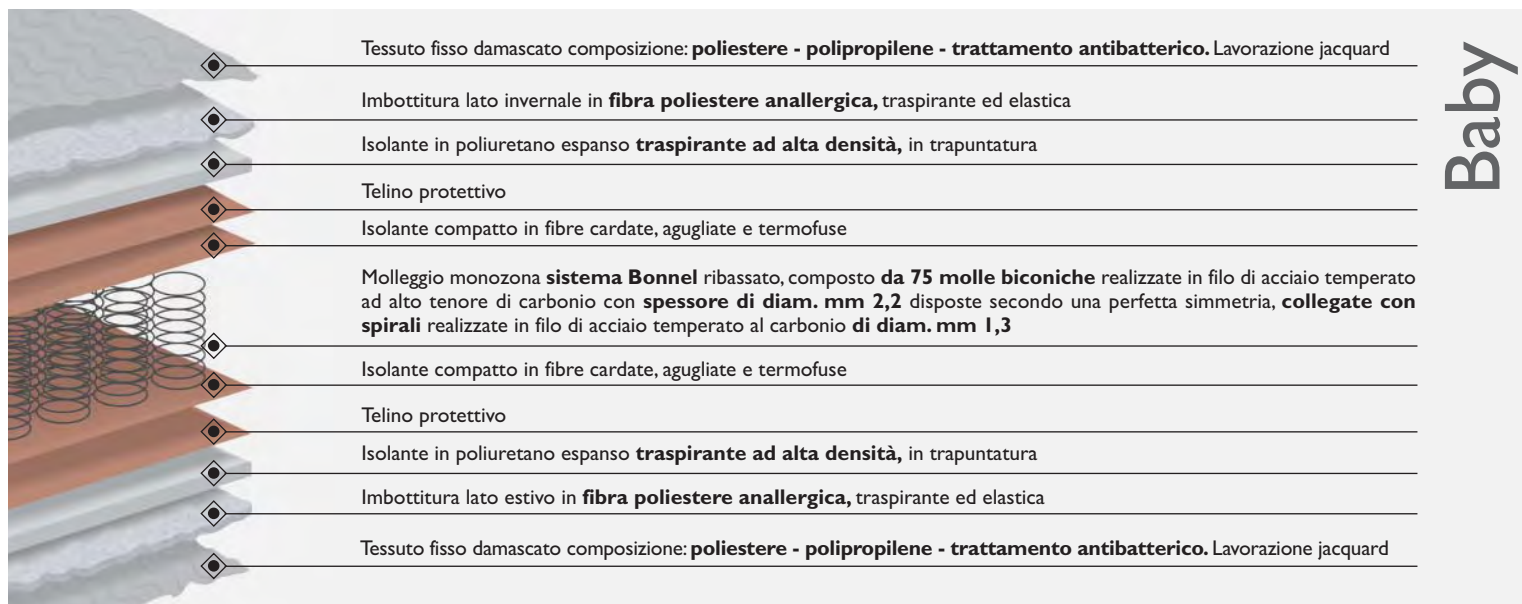 Tessuto fisso damascato composizione: poliestere - polipropilene - trattamento antibatterico. Lavorazione jacquard
Imbottitura lato invernale in fibra poliestere anallergica, traspirante ed elastica
Isolante in poliuretano espanso traspirante ad alta densità, in trapuntatura
Telino protettivo
Isolante compatto in fibre cardate, agugliate e termofuse
Molleggio monozona sistema Bonnel ribassato, composto da 75 molle biconiche realizzate in filo di acciaio temperato
ad alto tenore di carbonio con spessore di diam. mm 2,2 disposte secondo una perfetta simmetria, collegate con
spirali realizzate in filo di acciaio temperato al carbonio di diam. mm 1,3
Isolante compatto in fibre cardate, agugliate e termofuse
Telino protettivo
Isolante in poliuretano espanso traspirante ad alta densità, in trapuntatura
Imbottitura lato estivo in fibra poliestere anallergica, traspirante ed elastica
Tessuto fisso damascato composizione: poliestere - polipropilene - trattamento antibatterico. Lavorazione jacquard
Baby